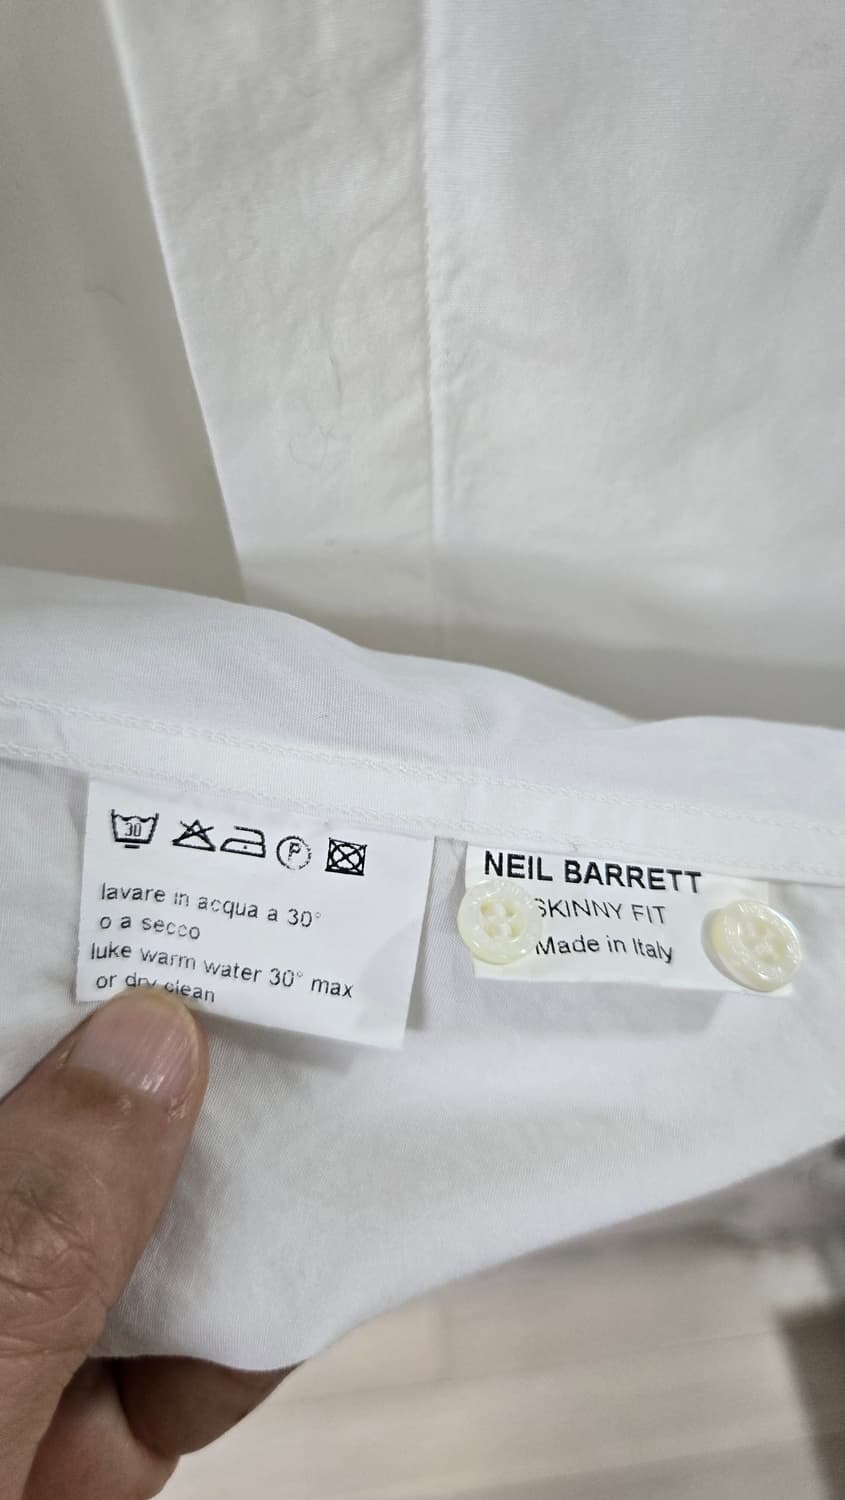 30
P
lavare in acqua a 30°
o a secco
luke warm water 30° max
or dry clean
NEIL BARRETT
SKINNY FIT
Made in Italy